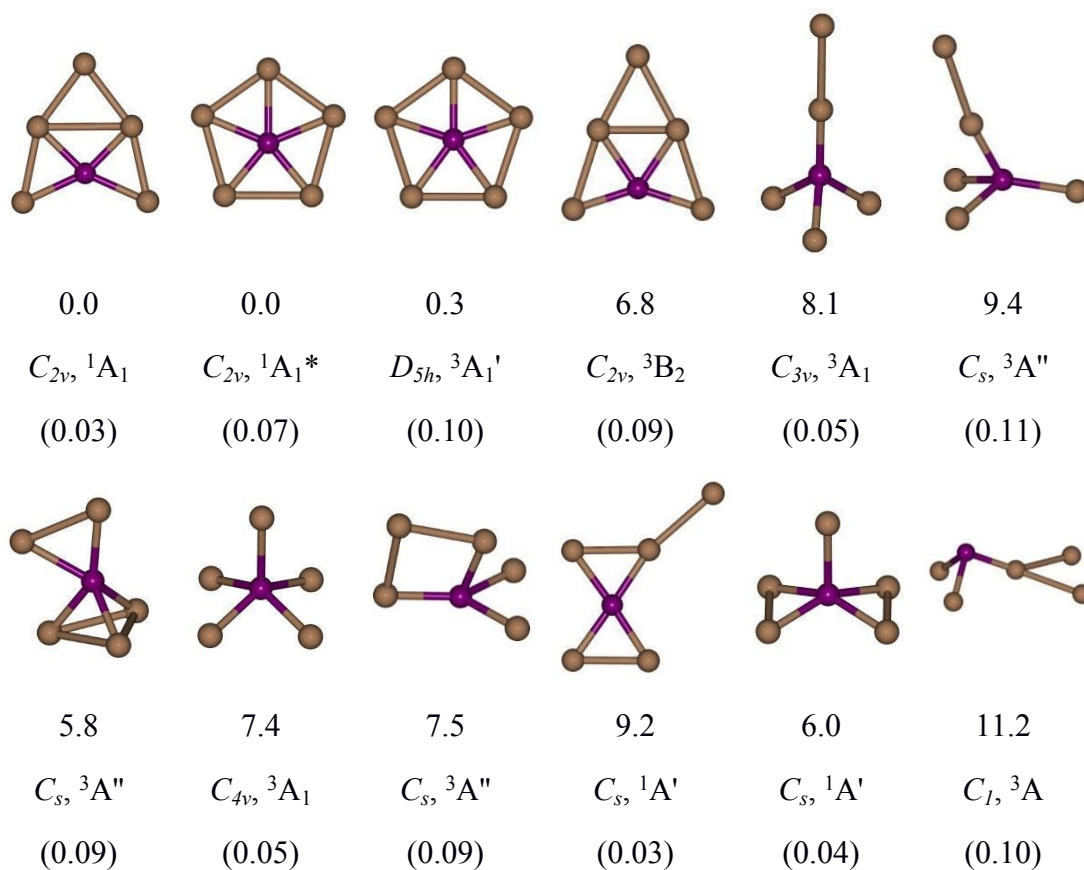 0.0 0.0 0.3 6.8 8.1 9.4
C2v, ¹A₁ C2v, ¹A₁* D5h, ³A₁' C2v, ³B₂ C3v, ³A₁ Cs, ³A"
(0.03) (0.07) (0.10) (0.09) (0.05) (0.11)
5.8 7.4 7.5 9.2 6.0 11.2
Cs, ³A" C4v, ³A₁ Cs, ³A" Cs, ¹A' Cs, ¹A' C1, ³A
(0.09) (0.05) (0.09) (0.03) (0.04) (0.10)